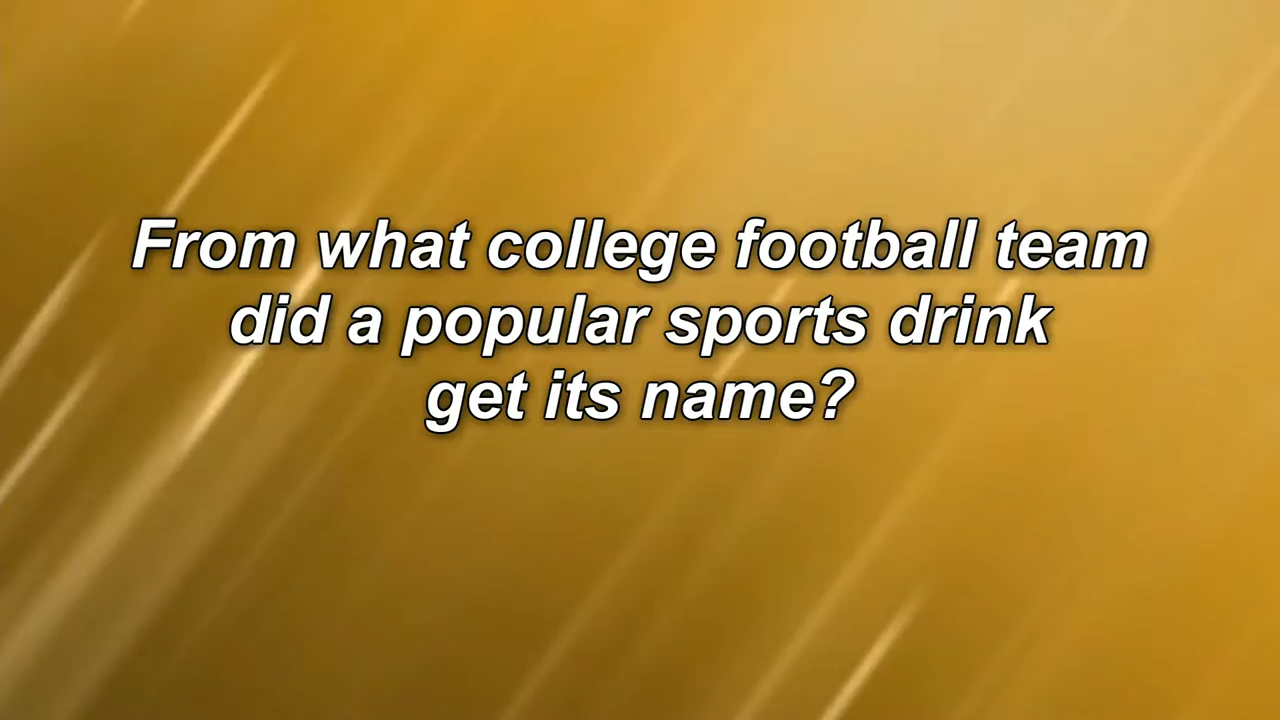 From what college football team
did a popular sports drink
get its name?